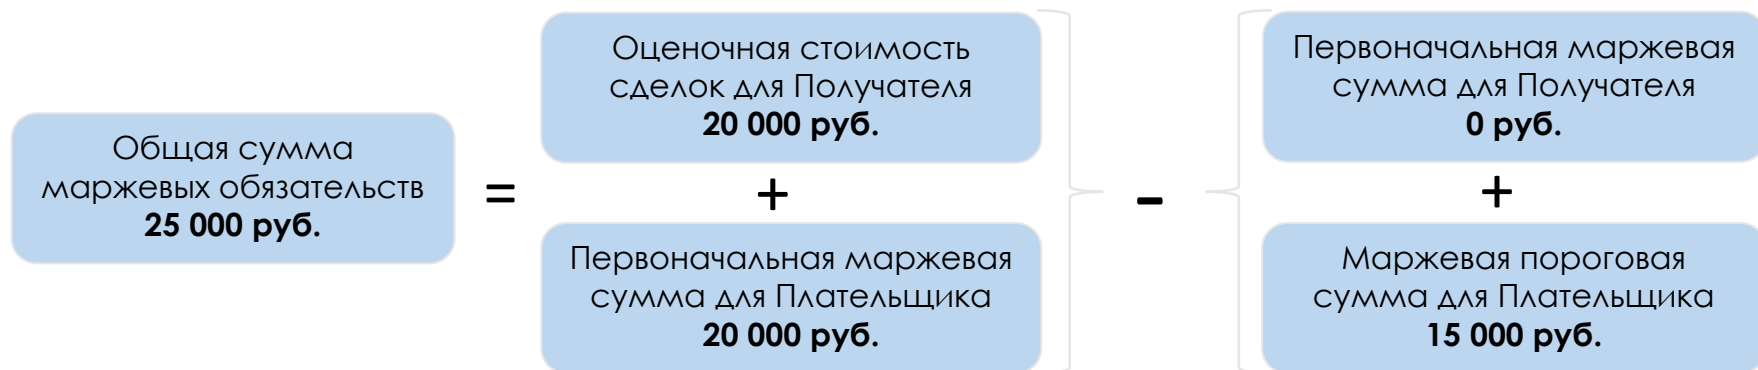 Общая сумма
маржевых обязательств
25 000 руб.
=
Оценочная стоимость
сделок для Получателя
20 000 руб.
+
Первоначальная маржевая
сумма для Плательщика
20 000 руб.
-
Первоначальная маржевая
сумма для Получателя
0 руб.
+
Маржевая пороговая
сумма для Плательщика
15 000 руб.